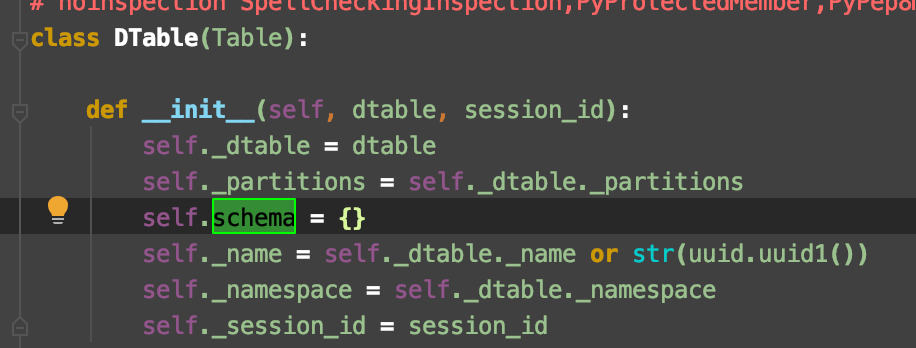 # noinspection SpellCheckingInspection,PyProtectedMember,PyPep8
class DTable(Table):
def __init__(self, dtable, session_id):
self._dtable = dtable
self._partitions = self._dtable._partitions
self.schema = {}
self._name = self._dtable._name or str(uuid.uuid1())
self._namespace = self._dtable._namespace
self._session_id = session_id